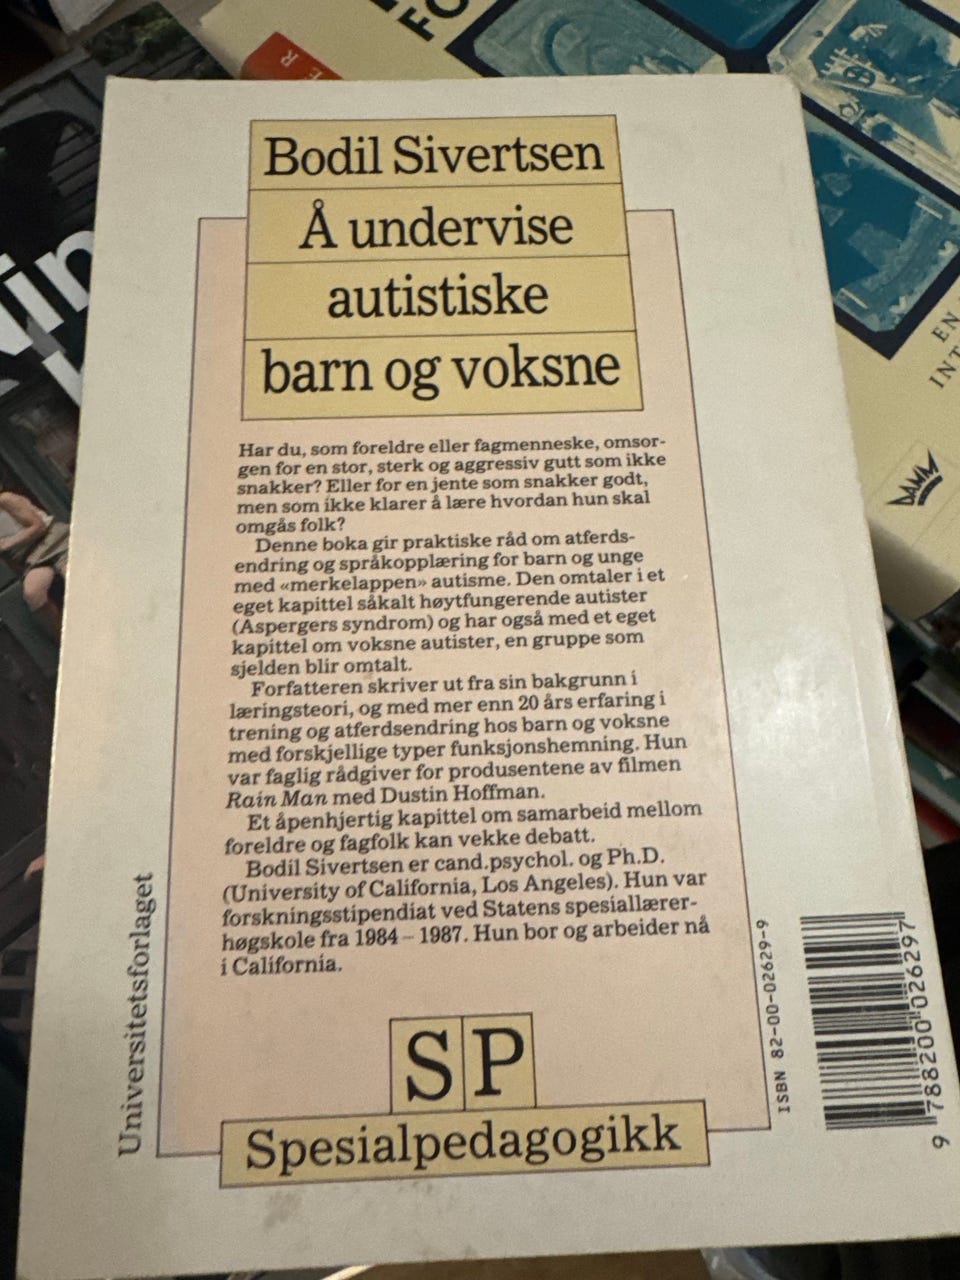 Bodil Sivertsen
Å undervise
autistiske
barn og voksne
Har du, som foreldre eller fagmenneske, omsor-
gen for en stor, sterk og aggressiv gutt som ikke
snakker? Eller for en jente som snakker godt,
men som ikke klarer å lære hvordan hun skal
omgås folk?
Denne boka gir praktiske råd om atferds-
endring og språkopplæring for barn og unge
med «merkelappen» autisme. Den omtaler i et
eget kapittel såkalt høytfungerende autister
(Aspergers syndrom) og har også med et eget
kapittel om voksne autister, en gruppe som
sjelden blir omtalt.
Forfatteren skriver ut fra sin bakgrunn i
læringsteori, og med mer enn 20 års erfaring i
trening og atferdsendring hos barn og voksne
med forskjellige typer funksjonshemning. Hun
var faglig rådgiver for produsentene av filmen
Rain Man med Dustin Hoffman.
Et åpenhjertig kapittel om samarbeid mellom
foreldre og fagfolk kan vekke debatt.
Bodil Sivertsen er cand.psychol. og Ph.D.
(University of California, Los Angeles). Hun var
forskningsstipendiat ved Statens spesiallærer-
høgskole fra 1984 – 1987. Hun bor og arbeider nå
i California.
SP
Spesialpedagogikk
Universitetsforlaget
ISBN 82-00-02629-9
9 788200 026297
DAMM
EN
INT